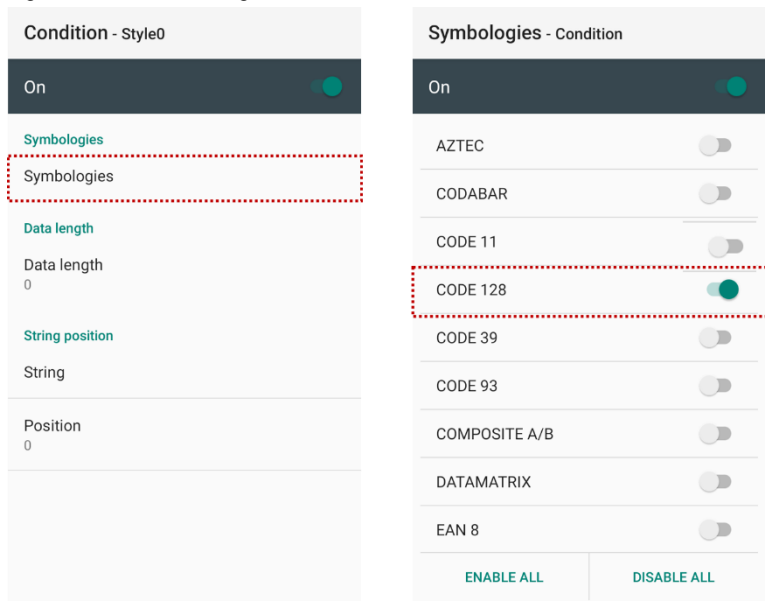 Condition - Style0
On
Symbologies
Symbologies
Data length
Data length
0
String position
String
Position
0
Symbologies - Condition
On
AZTEC
CODABAR
CODE 11
CODE 128
CODE 39
CODE 93
COMPOSITE A/B
DATAMATRIX
EAN 8
ENABLE ALL
DISABLE ALL